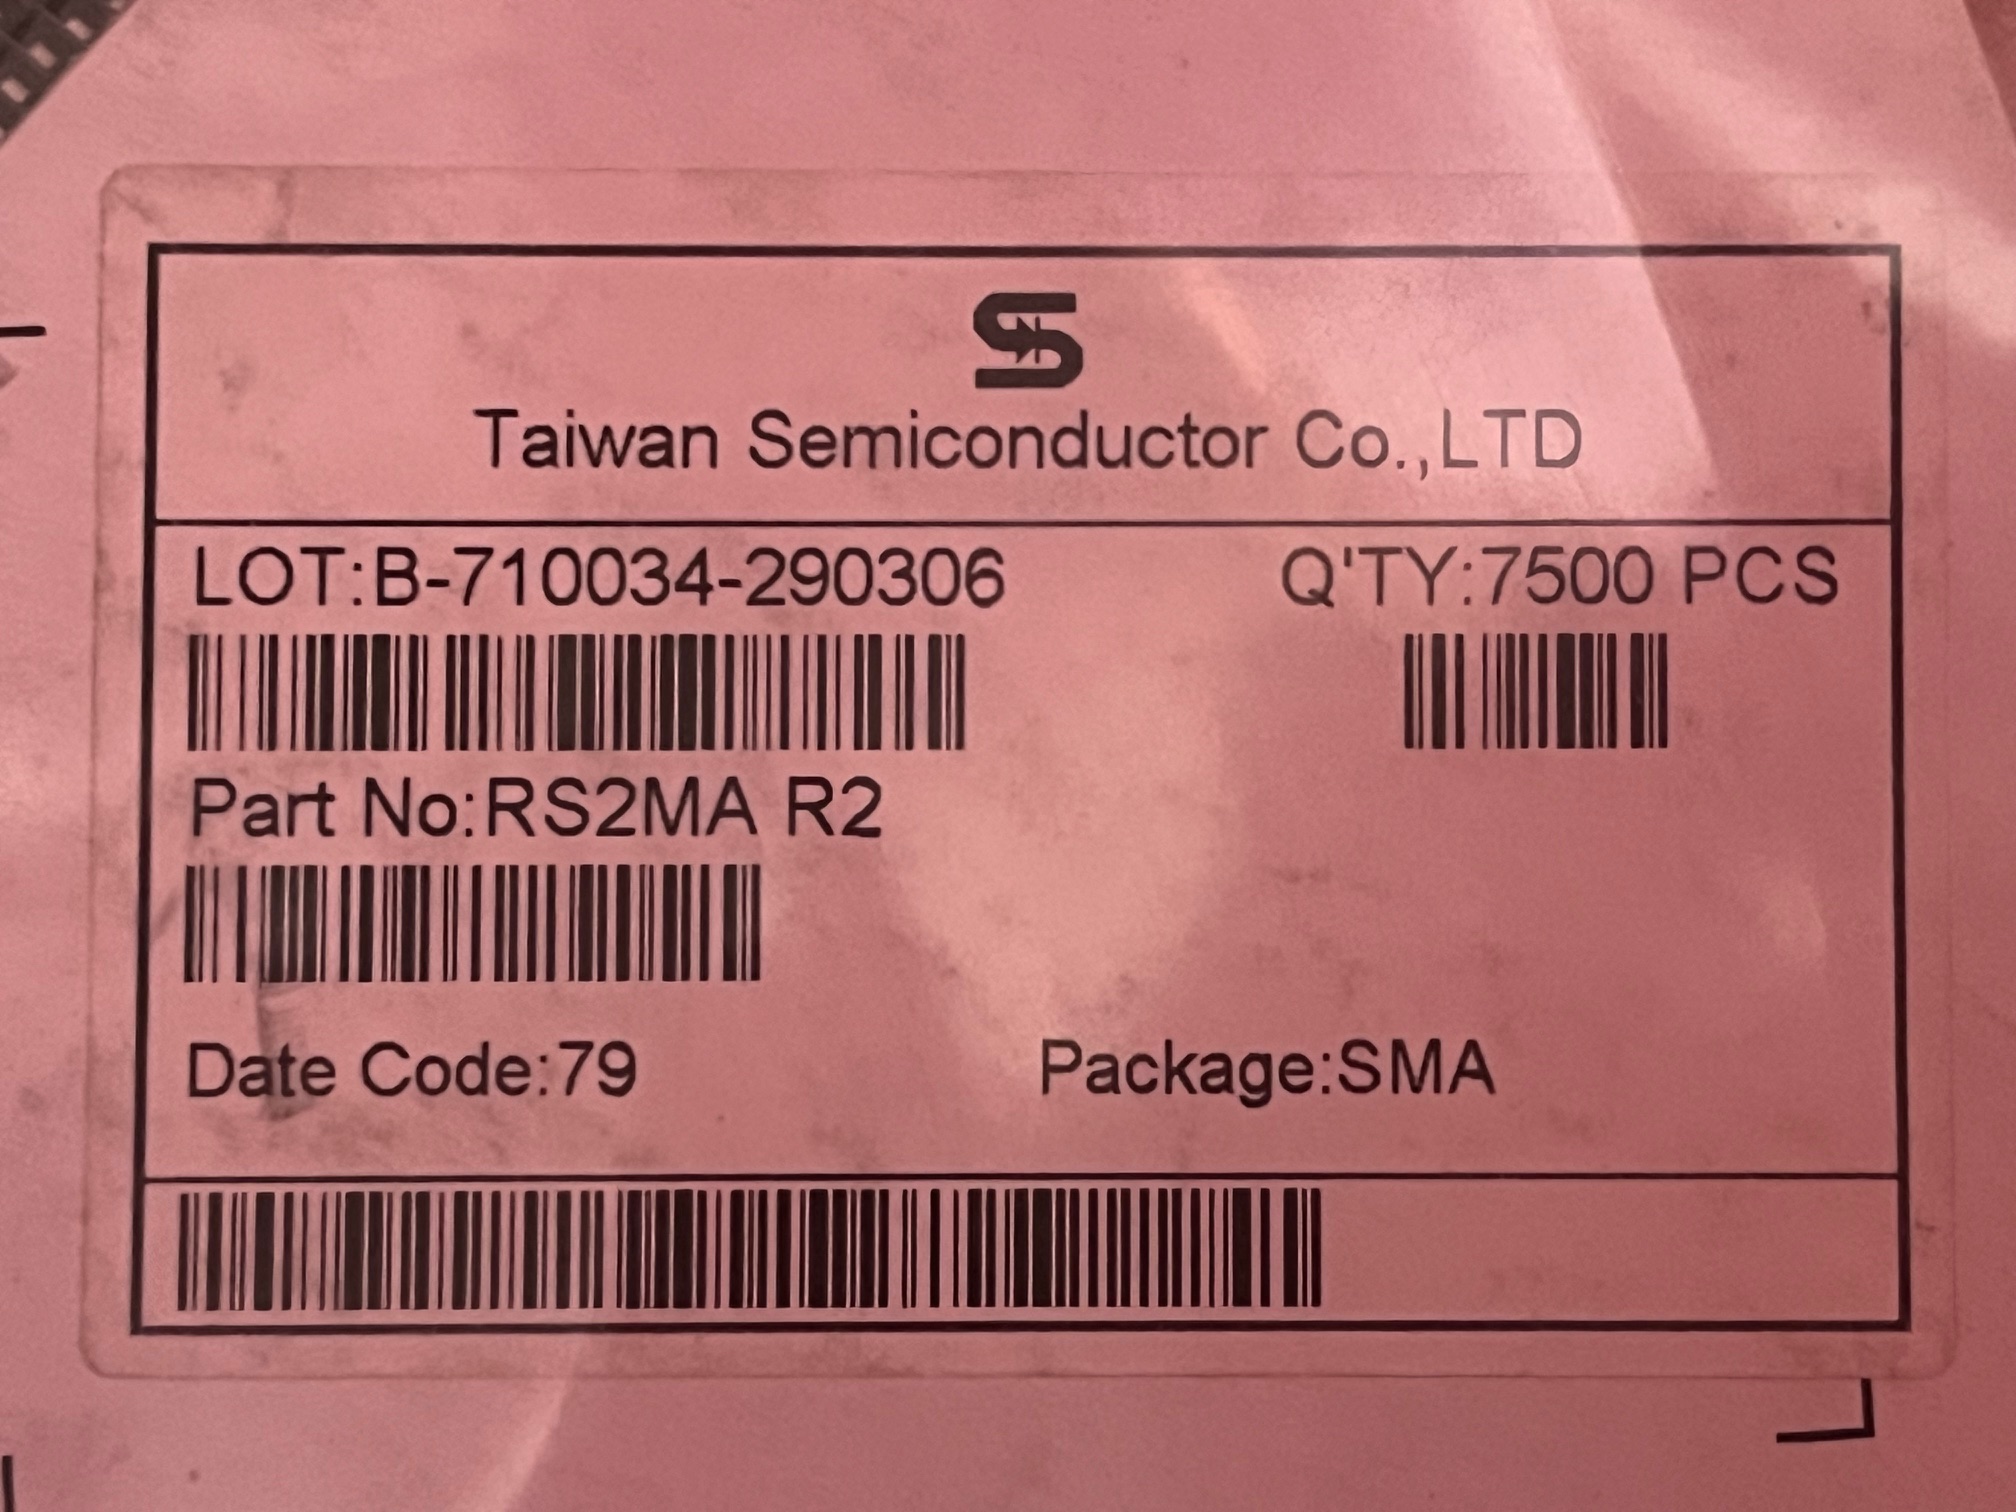 Taiwan Semiconductor Co.,LTD
LOT:B-710034-290306 Q'TY:7500 PCS
Part No:RS2MA R2
Date Code:79 Package:SMA